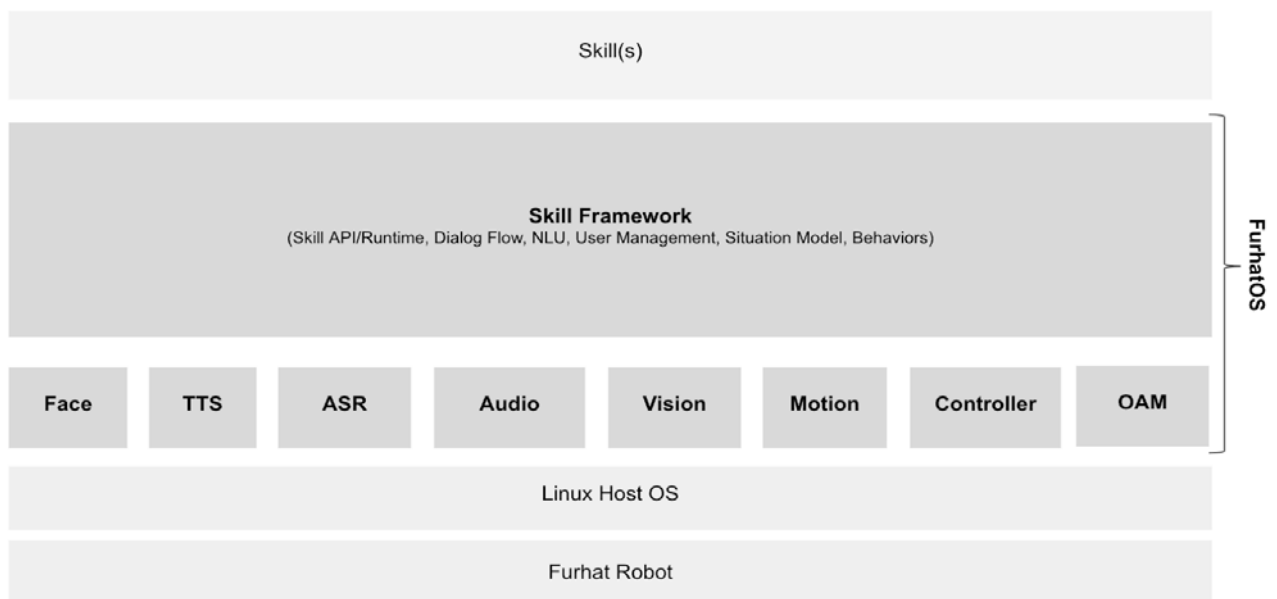 Skill(s)
Skill Framework
(Skill API/Runtime, Dialog Flow, NLU, User Management, Situation Model, Behaviors)
FurhatOS
Face
TTS
ASR
Audio
Vision
Motion
Controller
OAM
Linux Host OS
Furhat Robot